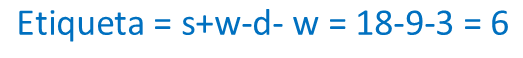 Etiqueta = s+w-d- w = 18-9-3 = 6